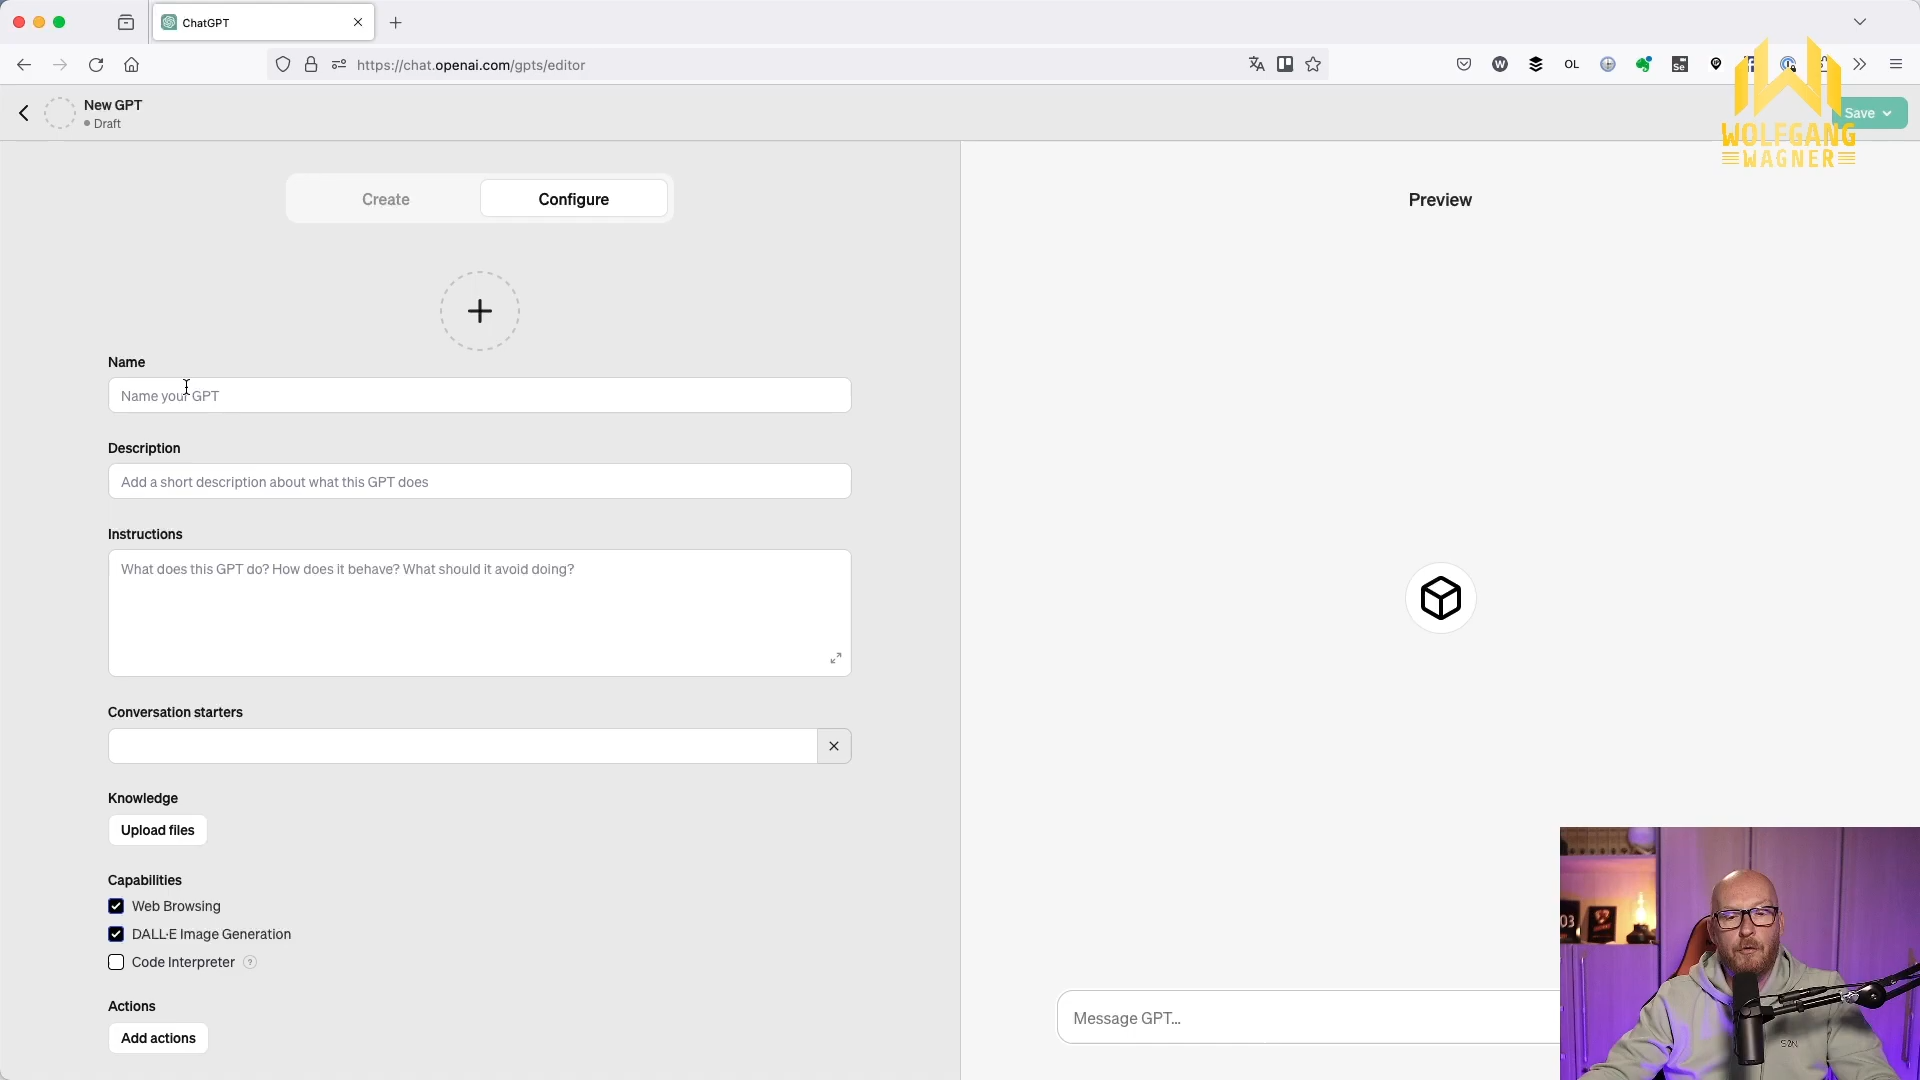 ChatGPT
https://chat.openai.com/gpts/editor
OL
Se
New GPT
Draft
Save
WOLFGANG
WAGNER
Create
Configure
Preview
Name
Name your GPT
Description
Add a short description about what this GPT does
Instructions
What does this GPT do? How does it behave? What should it avoid doing?
Conversation starters
Knowledge
Upload files
Capabilities
Web Browsing
DALL·E Image Generation
Code Interpreter ?
Actions
Add actions
Message GPT…
03